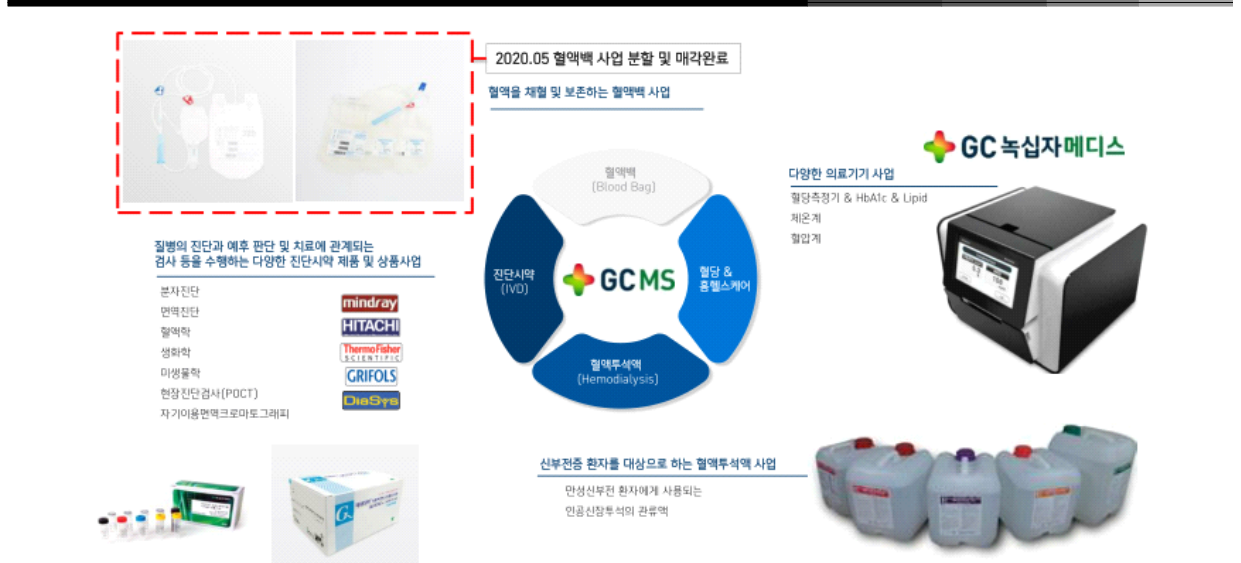 2020.05 혈액백 사업 분할 및 매각완료
혈액을 채혈 및 보존하는 혈액백 사업
GC 녹십자메디스
다양한 의료기기 사업
혈당측정기 & HbA1c & Lipid
체온계
혈압계
혈액백
(Blood Bag)
진단시약
(IVD)
GC MS
혈당 &
홈헬스케어
혈액투석액
(Hemodialysis)
질병의 진단과 예후 판단 및 치료에 관계되는
검사 등을 수행하는 다양한 진단시약 제품 및 상품사업
분자진단
면역진단
혈액학
생화학
미생물학
현장진단검사(POCT)
자기이용면역크로마토그래피
mindray
HITACHI
ThermoFisher
SCIENTIFIC
GRIFOLS
DiaSys
신부전증 환자를 대상으로 하는 혈액투석액 사업
만성신부전 환자에게 사용되는
인공신장투석의 관류액